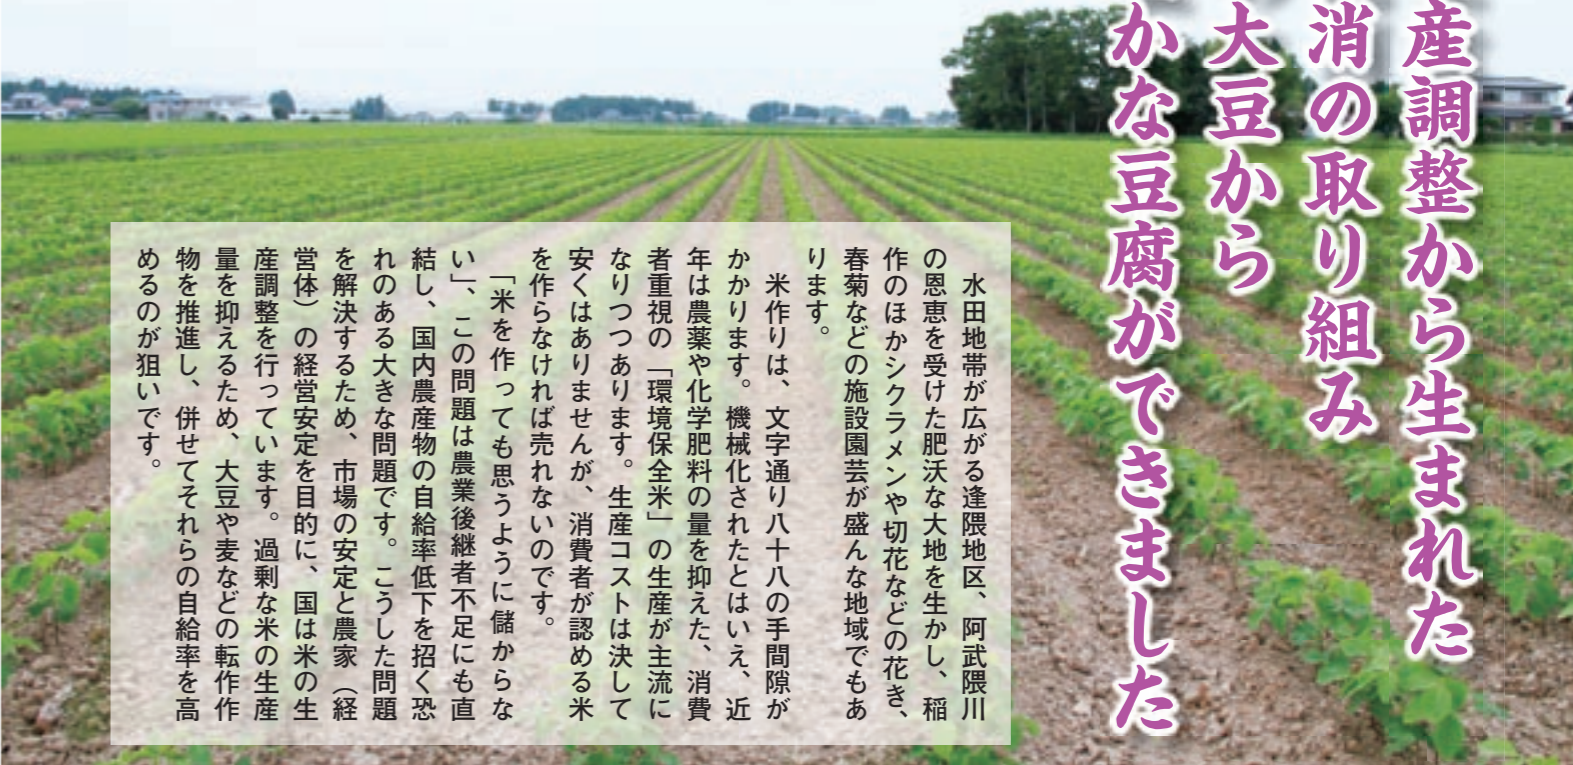 産調整から生まれた
消の取り組み
大豆から
かな豆腐ができました
水田地帯が広がる逢隈地区、阿武隈川
の恩恵を受けた肥沃な大地を生かし、稲
作のほかシクラメンや切花などの花き、
春菊などの施設園芸が盛んな地域でもあ
ります。
米作りは、文字通り八十八の手間隙が
かかります。機械化されたとはいえ、近
年は農薬や化学肥料の量を抑えた、消費
者重視の「環境保全米」の生産が主流に
なりつつあります。生産コストは決して
安くはありませんが、消費者が認める米
を作らなければ売れないのです。
「米を作っても思うように儲からな
い」、この問題は農業後継者不足にも直
結し、国内農産物の自給率低下を招く恐
れのある大きな問題です。こうした問題
を解決するため、市場の安定と農家（経
営体）の経営安定を目的に、国は米の生
産調整を行っています。過剰な米の生産
量を抑えるため、大豆や麦などの転作作
物を推進し、併せてそれらの自給率を高
めるのが狙いです。